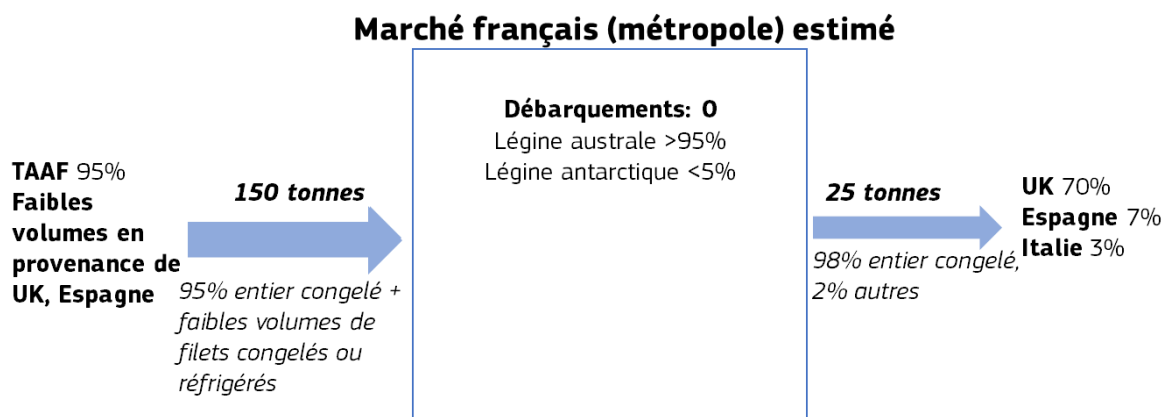 Marché français (métropole) estimé
TAAF 95%
Faibles
volumes en
provenance de
UK, Espagne
150 tonnes
95% entier congelé +
faibles volumes de
filets congelés ou
réfrigérés
Débarquements: 0
Légine australe >95%
Légine antarctique <5%
25 tonnes
98% entier congelé,
2% autres
UK 70%
Espagne 7%
Italie 3%